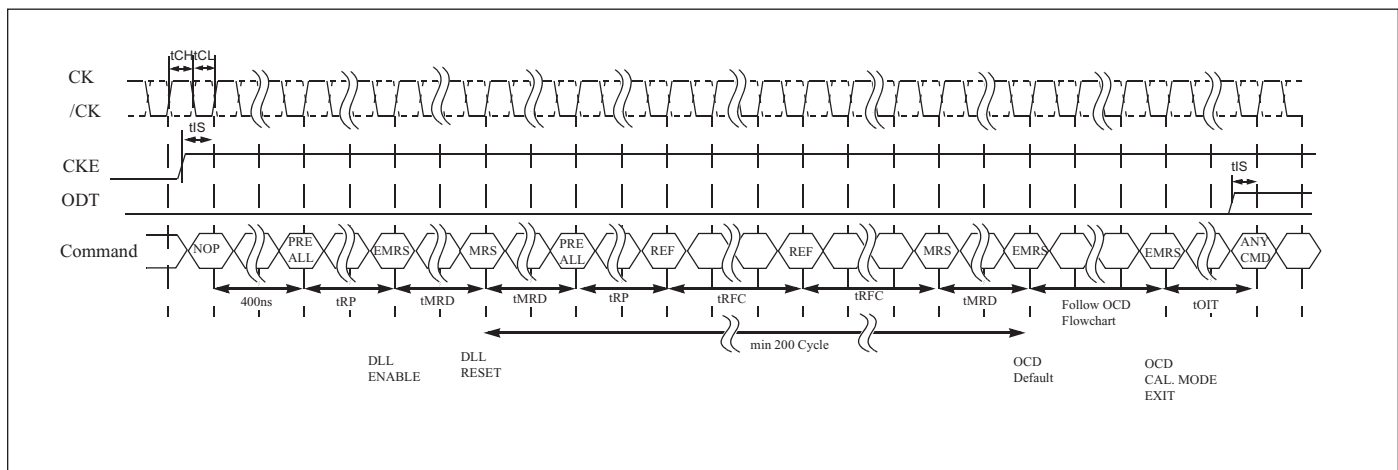 tCH tCL
CK
/CK
tIS
CKE
tIS
ODT
Command NOP PRE ALL EMRS MRS PRE ALL REF REF MRS EMRS EMRS ANY CMD
400ns tRP tMRD tMRD tRP tRFC tRFC tMRD Follow OCD Flowchart tOIT
min 200 Cycle
DLL ENABLE
DLL RESET
OCD Default
OCD CAL. MODE EXIT